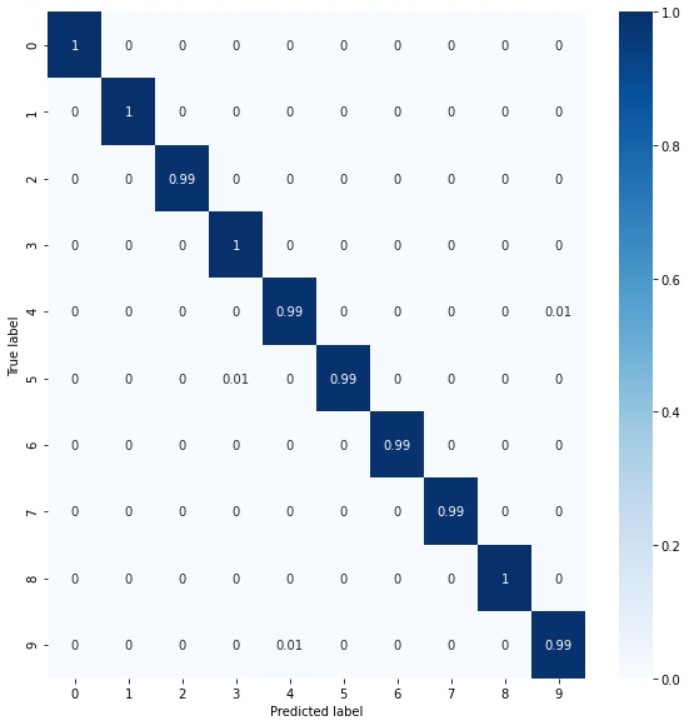 0 1 0 0 0 0 0 0 0 0 0
1 0 1 0 0 0 0 0 0 0 0
2 0 0 0.99 0 0 0 0 0 0 0
3 0 0 0 1 0 0 0 0 0 0
4 0 0 0 0 0.99 0 0 0 0 0.01
5 0 0 0 0.01 0 0.99 0 0 0 0
6 0 0 0 0 0 0 0.99 0 0 0
7 0 0 0 0 0 0 0 0.99 0 0
8 0 0 0 0 0 0 0 0 1 0
9 0 0 0 0 0.01 0 0 0 0 0.99
0 1 2 3 4 5 6 7 8 9
Predicted label
True label
1.0
0.8
0.6
0.4
0.2
0.0